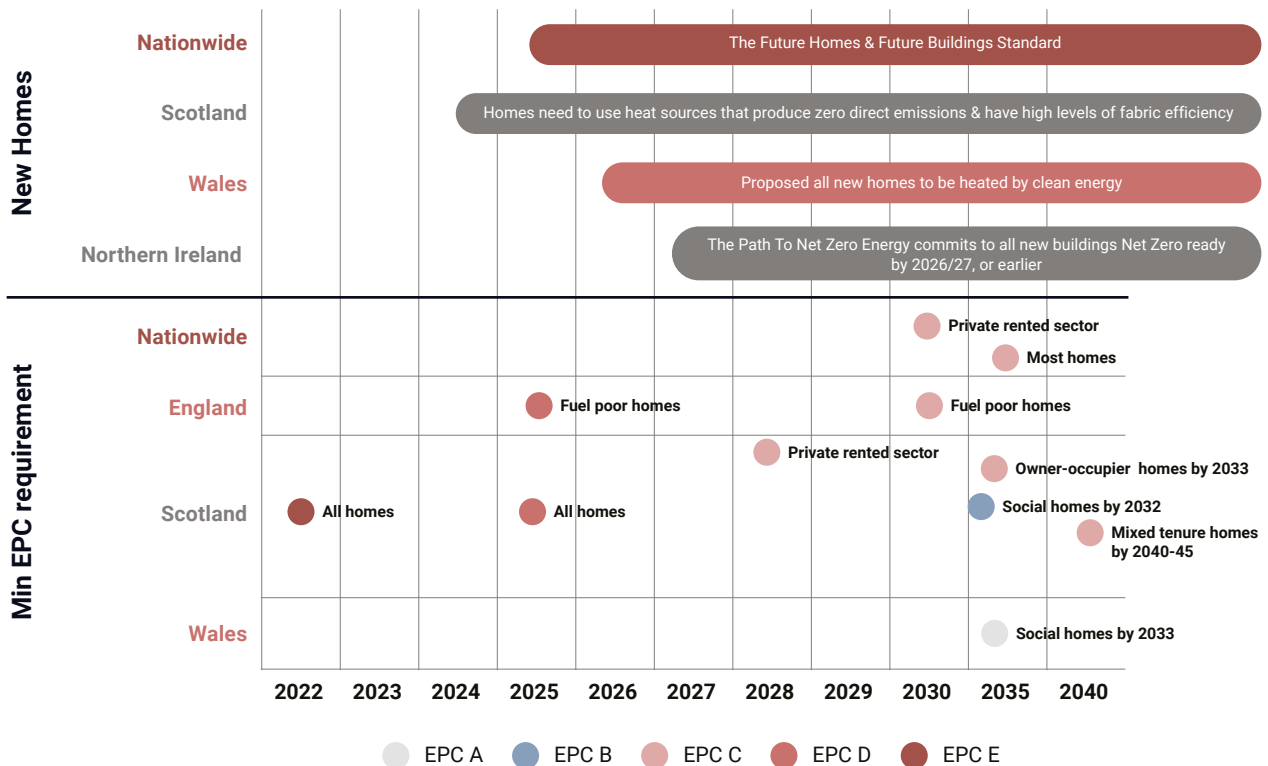 New Homes
Nationwide
The Future Homes & Future Buildings Standard
Scotland
Homes need to use heat sources that produce zero direct emissions & have high levels of fabric efficiency
Wales
Proposed all new homes to be heated by clean energy
Northern Ireland
The Path To Net Zero Energy commits to all new buildings Net Zero ready
by 2026/27, or earlier
Min EPC requirement
Nationwide
Private rented sector
Most homes
England
Fuel poor homes
Fuel poor homes
Scotland
Private rented sector
Owner-occupier homes by 2033
All homes
All homes
Social homes by 2032
Mixed tenure homes
by 2040-45
Wales
Social homes by 2033
2022 2023 2024 2025 2026 2027 2028 2029 2030 2035 2040
EPC A EPC B EPC C EPC D EPC E